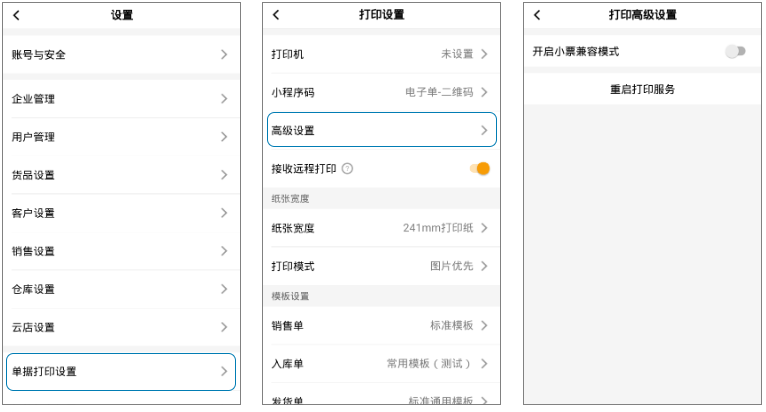 设置
账号与安全
企业管理
用户管理
货品设置
客户设置
销售设置
仓库设置
云店设置
单据打印设置
打印设置
打印机 未设置
小程序码 电子单-二维码
高级设置
接收远程打印 ?
纸张宽度
纸张宽度 241mm打印纸
打印模式 图片优先
模板设置
销售单 标准模板
入库单 常用模板（测试）
发货单 标准通用模板
打印高级设置
开启小票兼容模式
重启打印服务